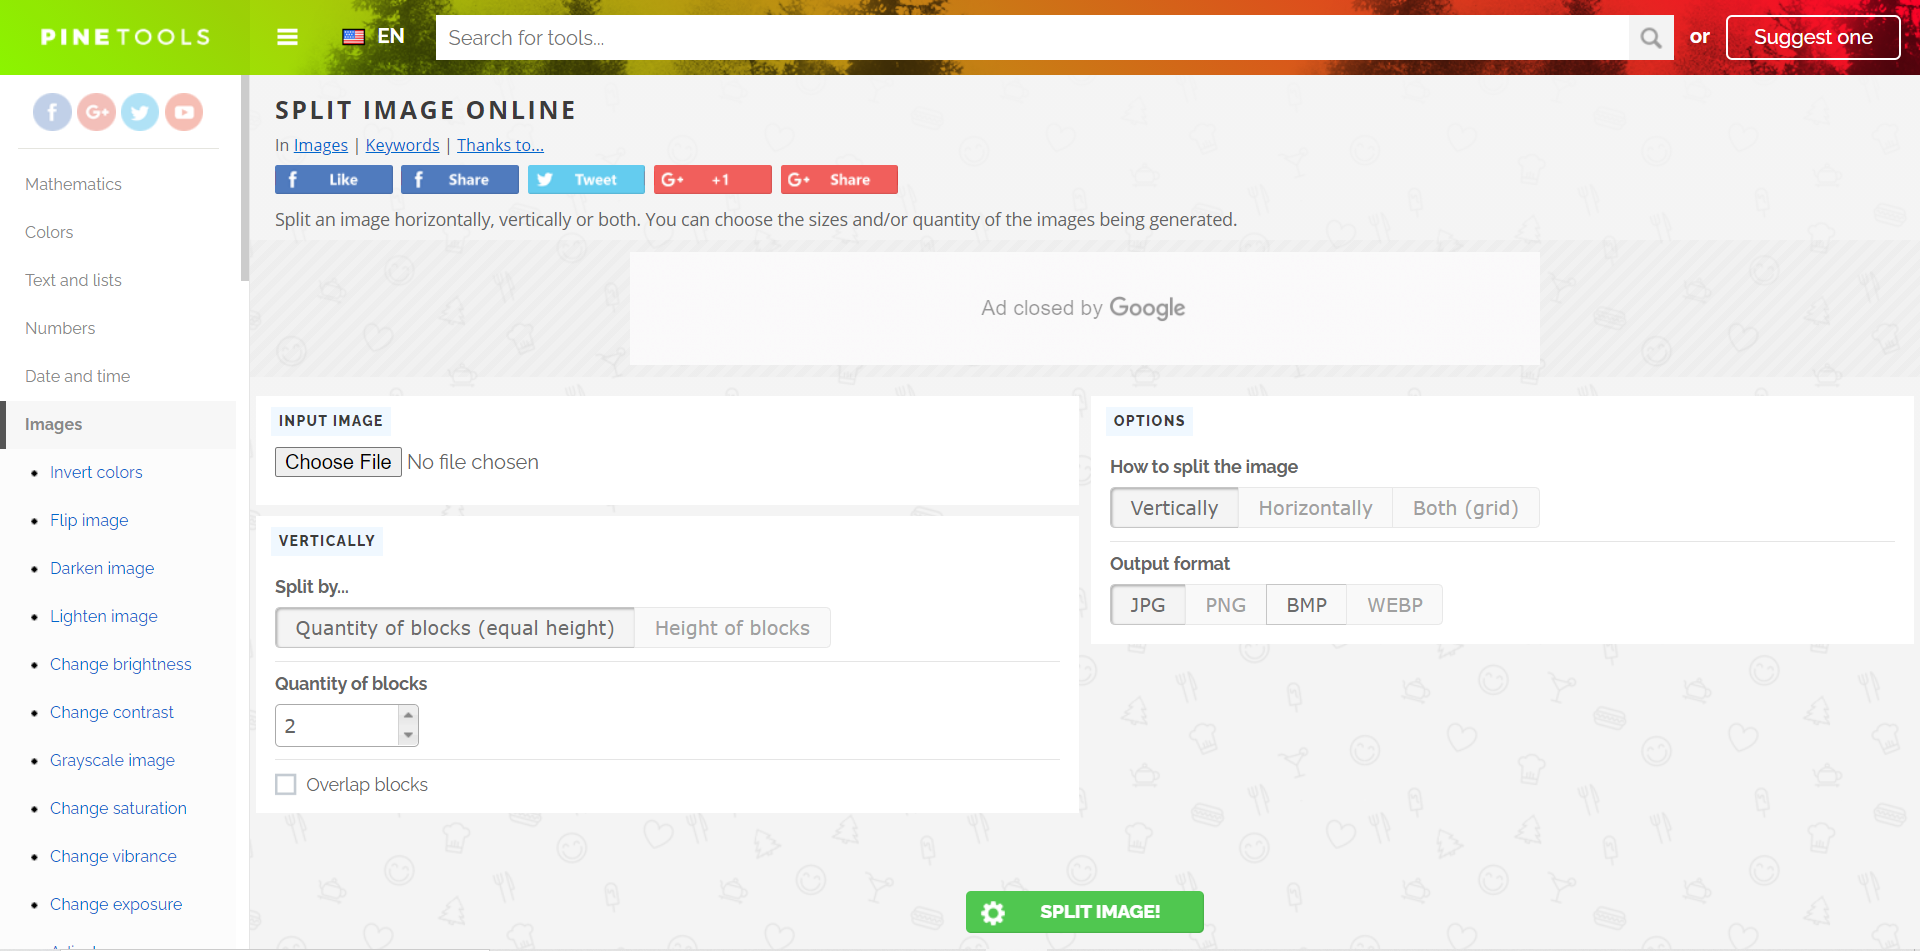 PINETOOLS
EN
Search for tools...
or
Suggest one
f G+
Mathematics
Colors
Text and lists
Numbers
Date and time
Images
Invert colors
Flip image
Darken image
Lighten image
Change brightness
Change contrast
Grayscale image
Change saturation
Change vibrance
Change exposure
SPLIT IMAGE ONLINE
In Images | Keywords | Thanks to...
f Like f Share Tweet G+ +1 G+ Share
Split an image horizontally, vertically or both. You can choose the sizes and/or quantity of the images being generated.
Ad closed by Google
INPUT IMAGE
Choose File No file chosen
VERTICALLY
Split by...
Quantity of blocks (equal height) Height of blocks
Quantity of blocks
2
Overlap blocks
OPTIONS
How to split the image
Vertically Horizontally Both (grid)
Output format
JPG PNG BMP WEBP
SPLIT IMAGE!